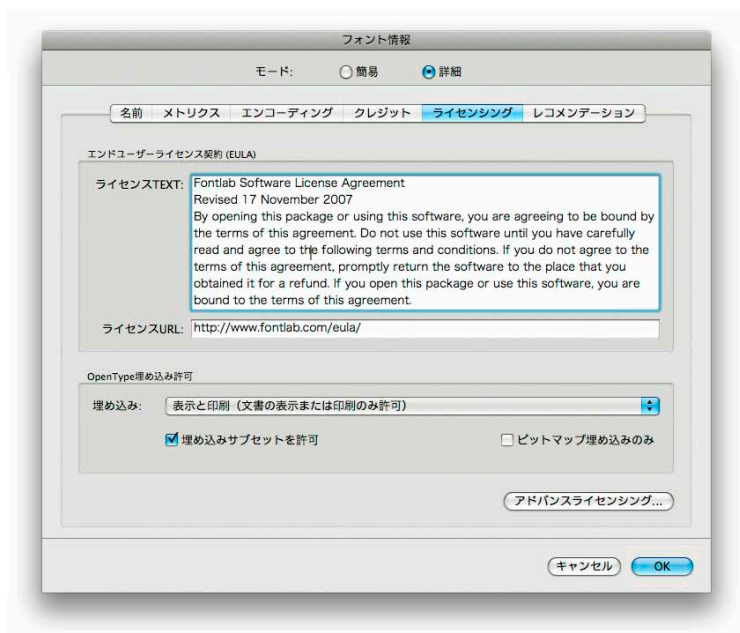 フォント情報
モード: 簡易 詳細
名前 メトリクス エンコーディング クレジット ライセンシング レコメンデーション
エンドユーザーライセンス契約 (EULA)
ライセンスTEXT: Fontlab Software License Agreement
Revised 17 November 2007
By opening this package or using this software, you are agreeing to be bound by
the terms of this agreement. Do not use this software until you have carefully
read and agree to the following terms and conditions. If you do not agree to the
terms of this agreement, promptly return the software to the place that you
obtained it for a refund. If you open this package or use this software, you are
bound to the terms of this agreement.
ライセンスURL: http://www.fontlab.com/eula/
OpenType埋め込み許可
埋め込み: 表示と印刷（文書の表示または印刷のみ許可）
埋め込みサブセットを許可 ビットマップ埋め込みのみ
アドバンスライセンシング...
キャンセル OK